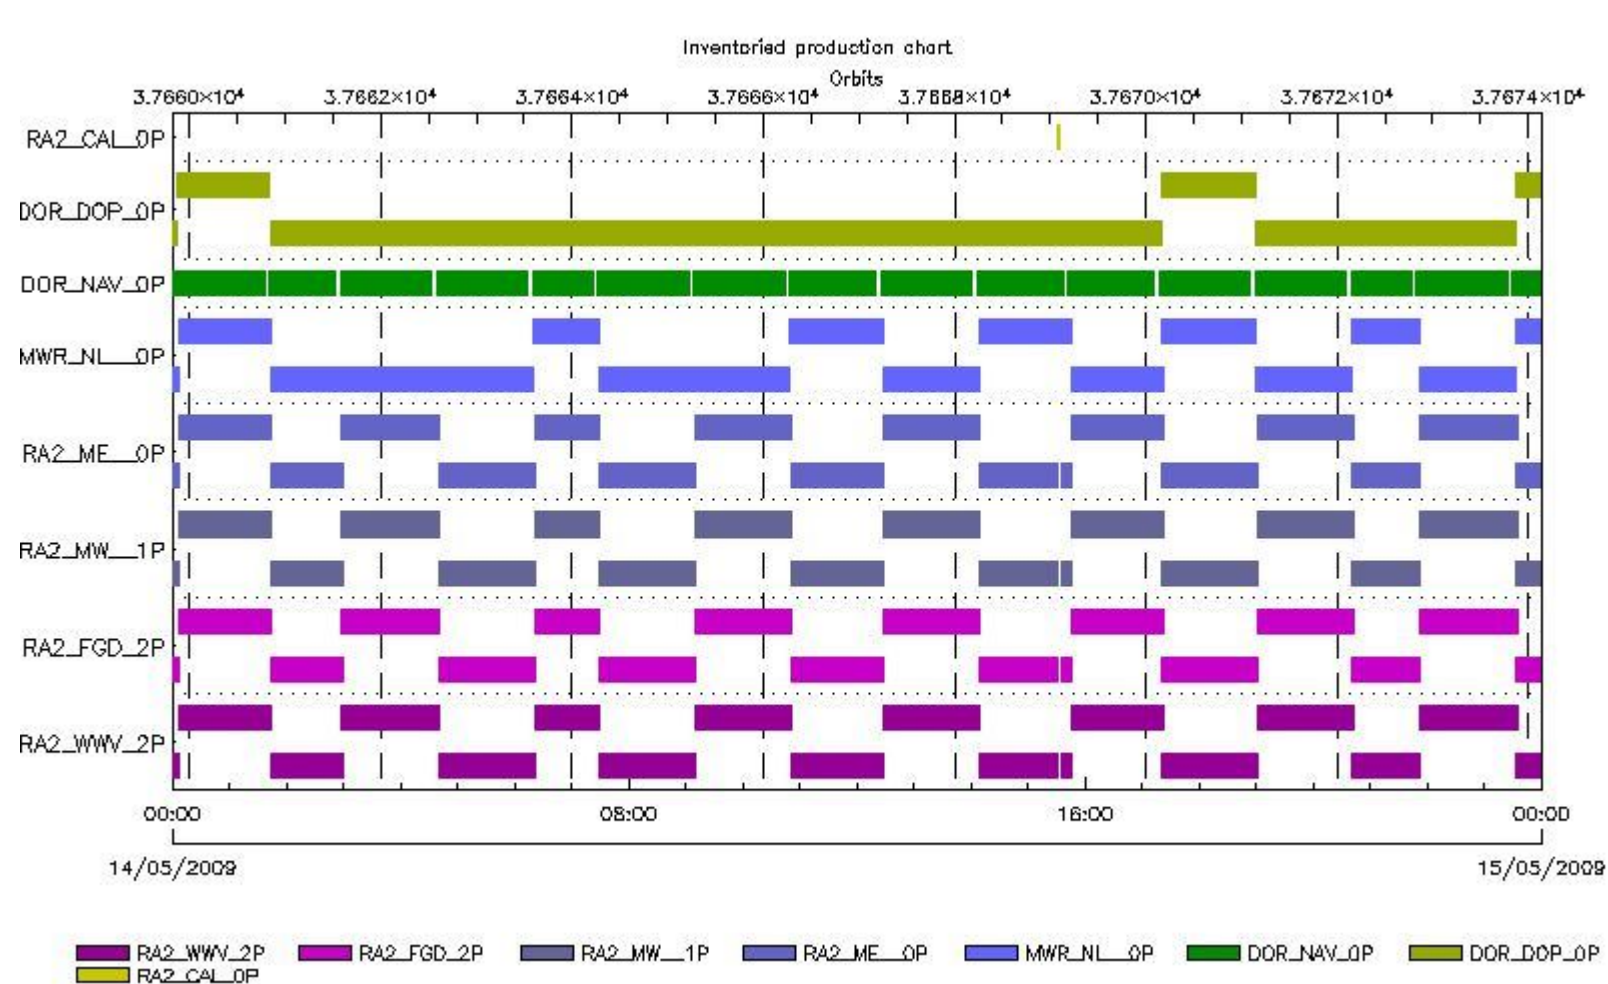 Inventoried production chart
Orbits
3.7660×10⁴ 3.7662×10⁴ 3.7664×10⁴ 3.7666×10⁴ 3.7668×10⁴ 3.7670×10⁴ 3.7672×10⁴ 3.7674×10⁴
RA2_CAL_0P
DOR_DOP_0P
DOR_NAV_0P
MWR_NL__0P
RA2_ME__0P
RA2_MW__1P
RA2_FGD_2P
RA2_WWV_2P
00:00 08:00 16:00 00:00
14/05/2009 15/05/2009
RA2_WWV_2P RA2_FGD_2P RA2_MW__1P RA2_ME__0P MWR_NL__0P DOR_NAV_0P DOR_DOP_0P
RA2_CAL_0P